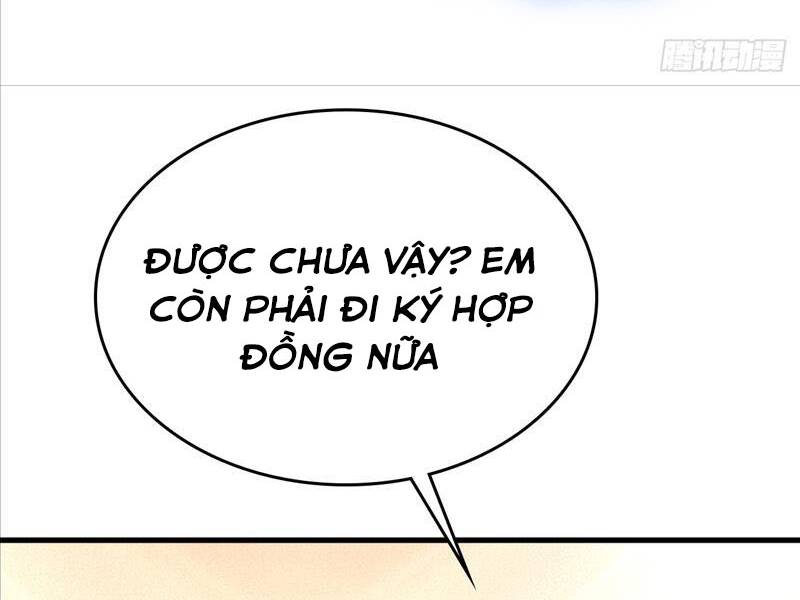 腾讯动漫
ĐƯỢC CHƯA VẬY? EM
CÒN PHẢI ĐI KÝ HỢP
ĐỒNG NỮA